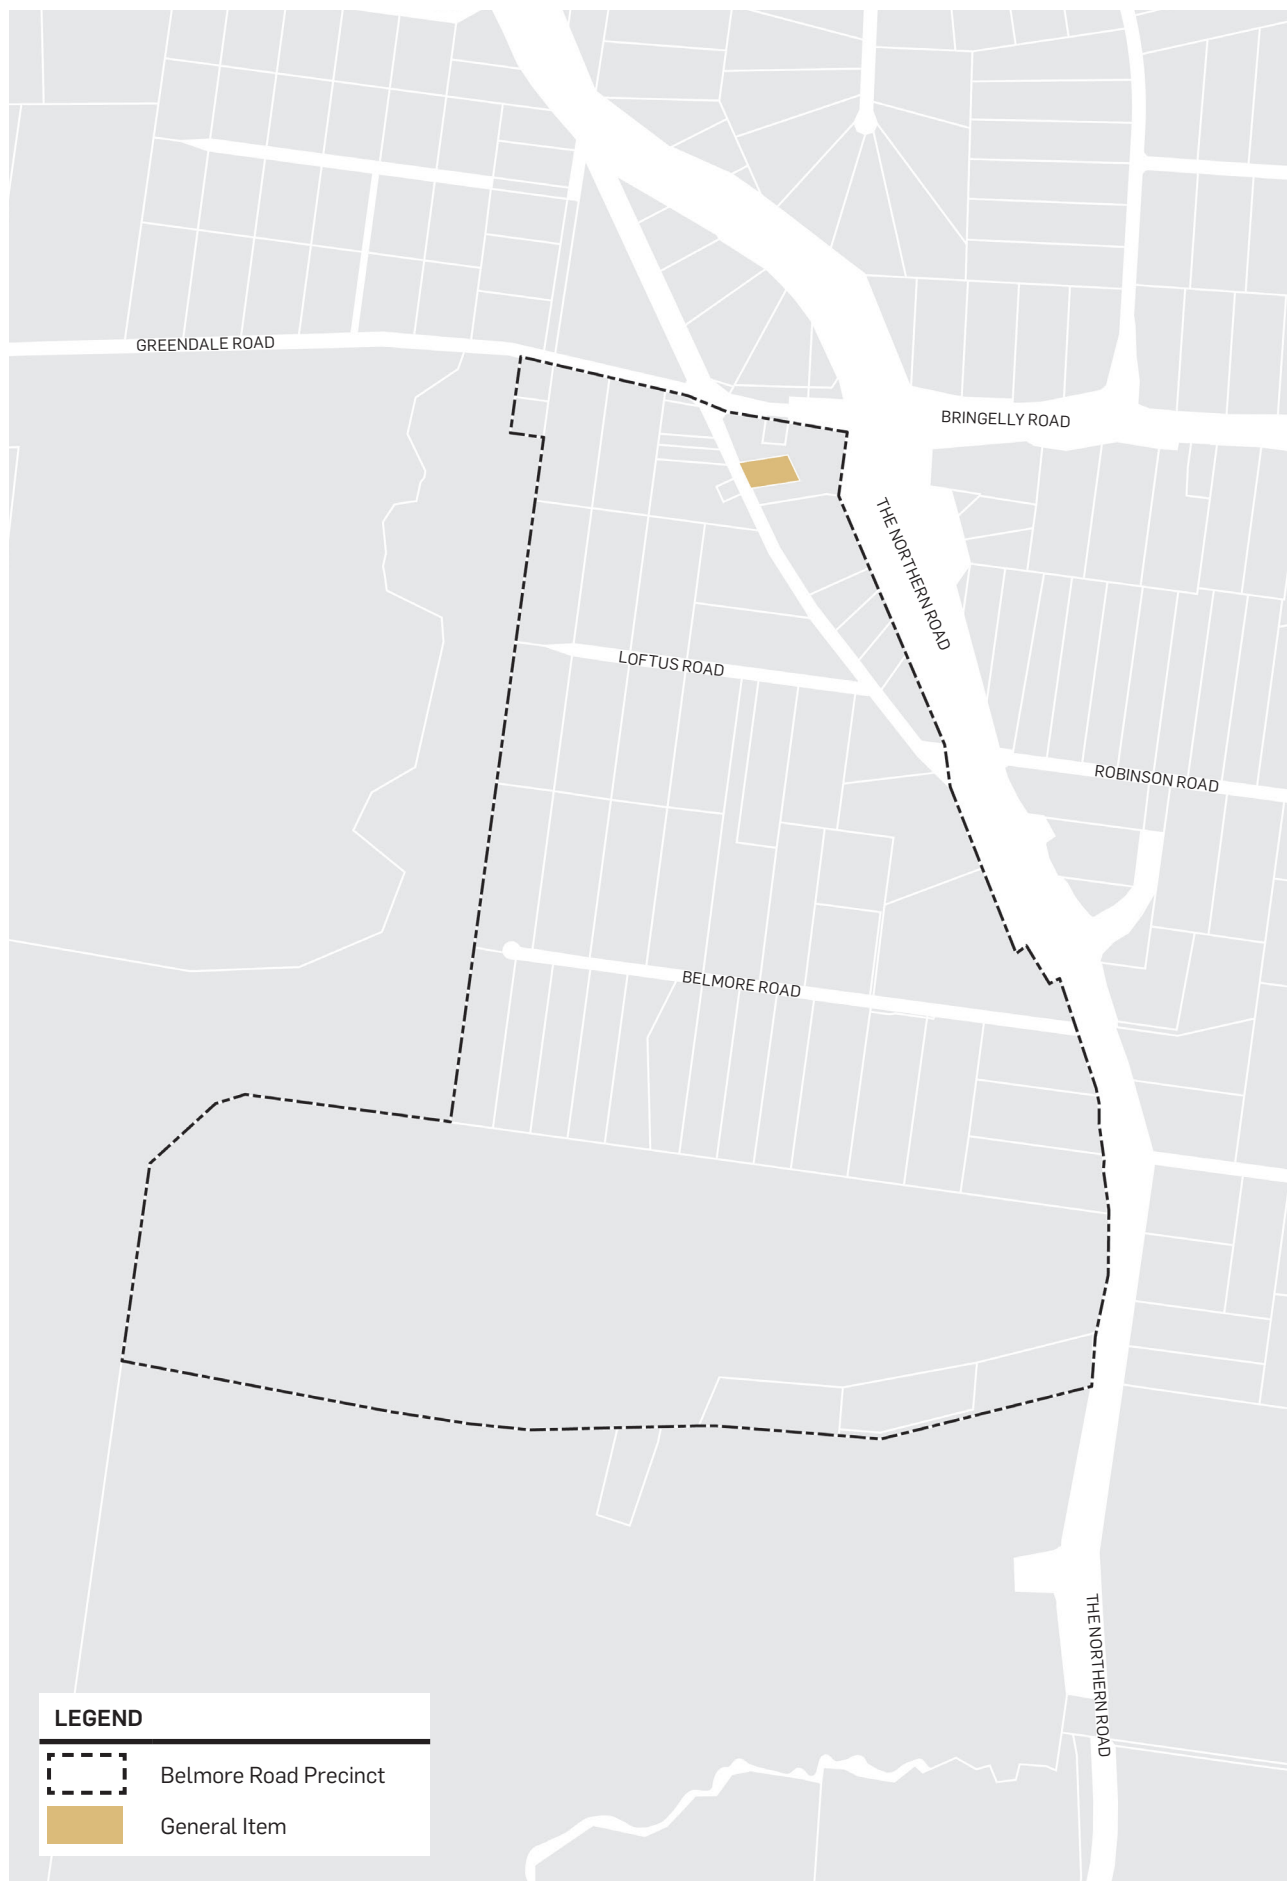 GREENDALE ROAD
BRINGELLY ROAD
THE NORTHERN ROAD
LOFTUS ROAD
ROBINSON ROAD
BELMORE ROAD
THE NORTHERN ROAD
LEGEND
Belmore Road Precinct
General Item